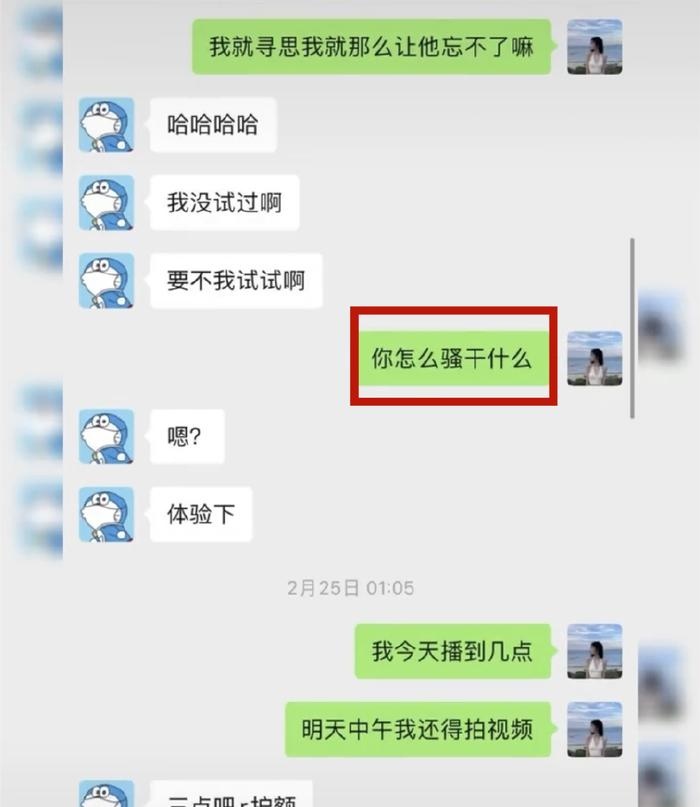 我就寻思我就那么让他忘不了嘛
哈哈哈哈
我没试过啊
要不我试试啊
你怎么骚干什么
嗯?
体验下
2月25日 01:05
我今天播到几点
明天中午我还得拍视频
三点吧